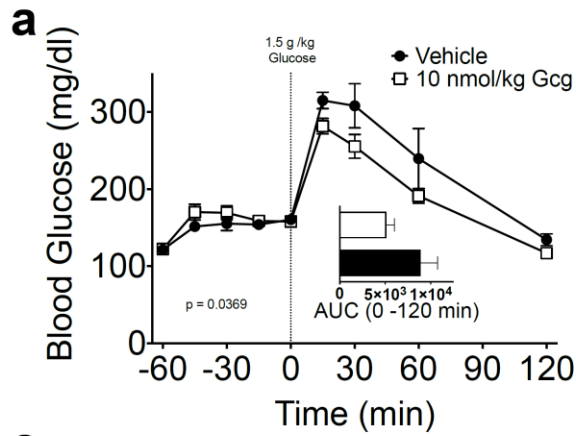 a
1.5 g /kg
Glucose
Vehicle
10 nmol/kg Gcg
Blood Glucose (mg/dl)
300
200
100
0
p = 0.0369
0 5×10³ 1×10⁴
AUC (0 -120 min)
-60 -30 0 30 60 90 120
Time (min)